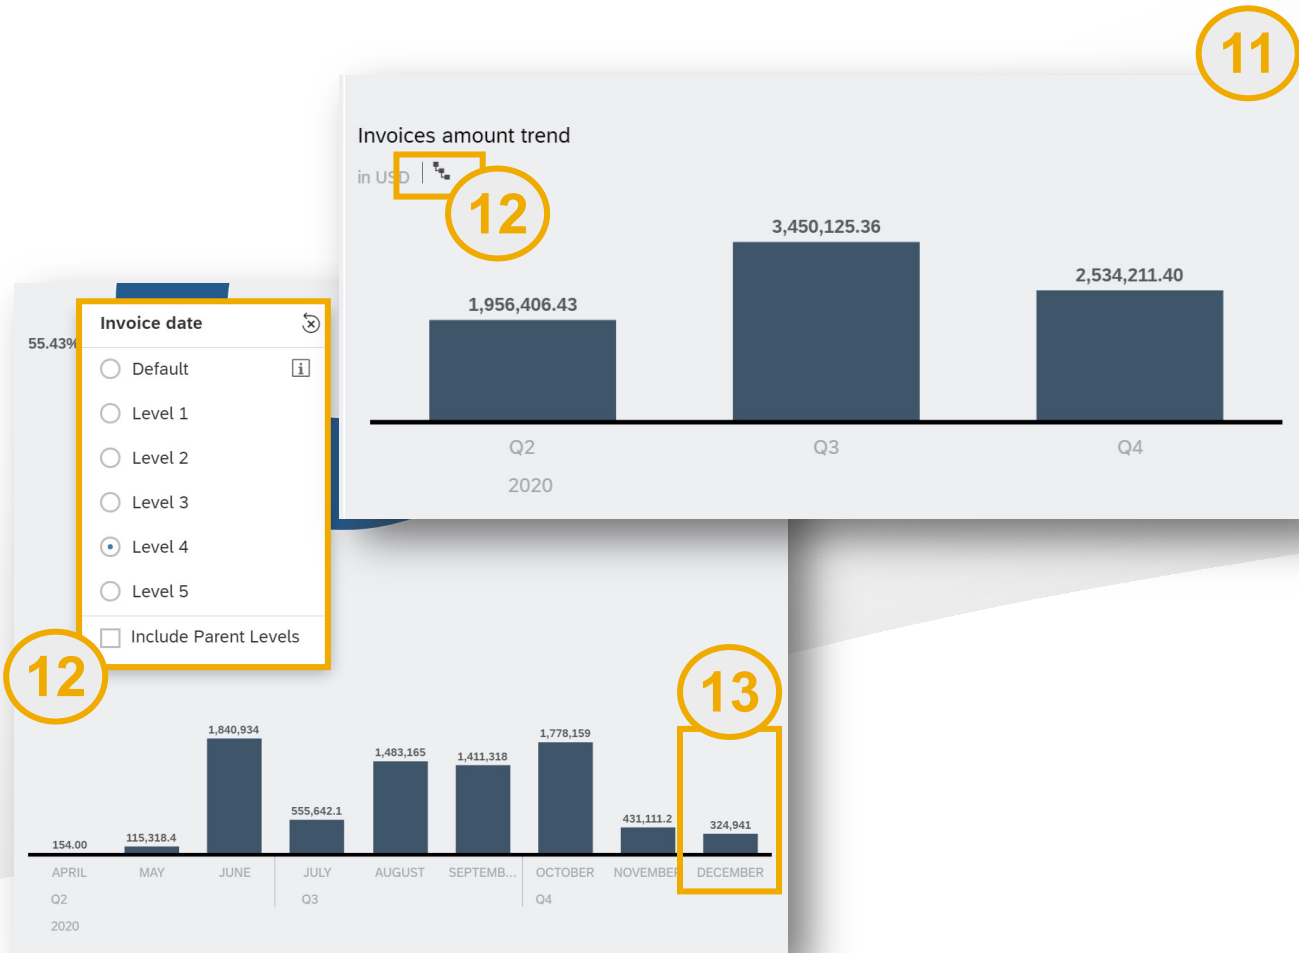 11
Invoices amount trend
in USD
12
3,450,125.36
2,534,211.40
1,956,406.43
Q2 Q3 Q4
2020
55.43%
Invoice date
Default
Level 1
Level 2
Level 3
Level 4
Level 5
Include Parent Levels
12
13
1,840,934
1,778,159
1,483,165
1,411,318
555,642.1
431,111.2
324,941
154.00
115,318.4
APRIL MAY JUNE JULY AUGUST SEPTEMB... OCTOBER NOVEMBER DECEMBER
Q2 Q3 Q4
2020